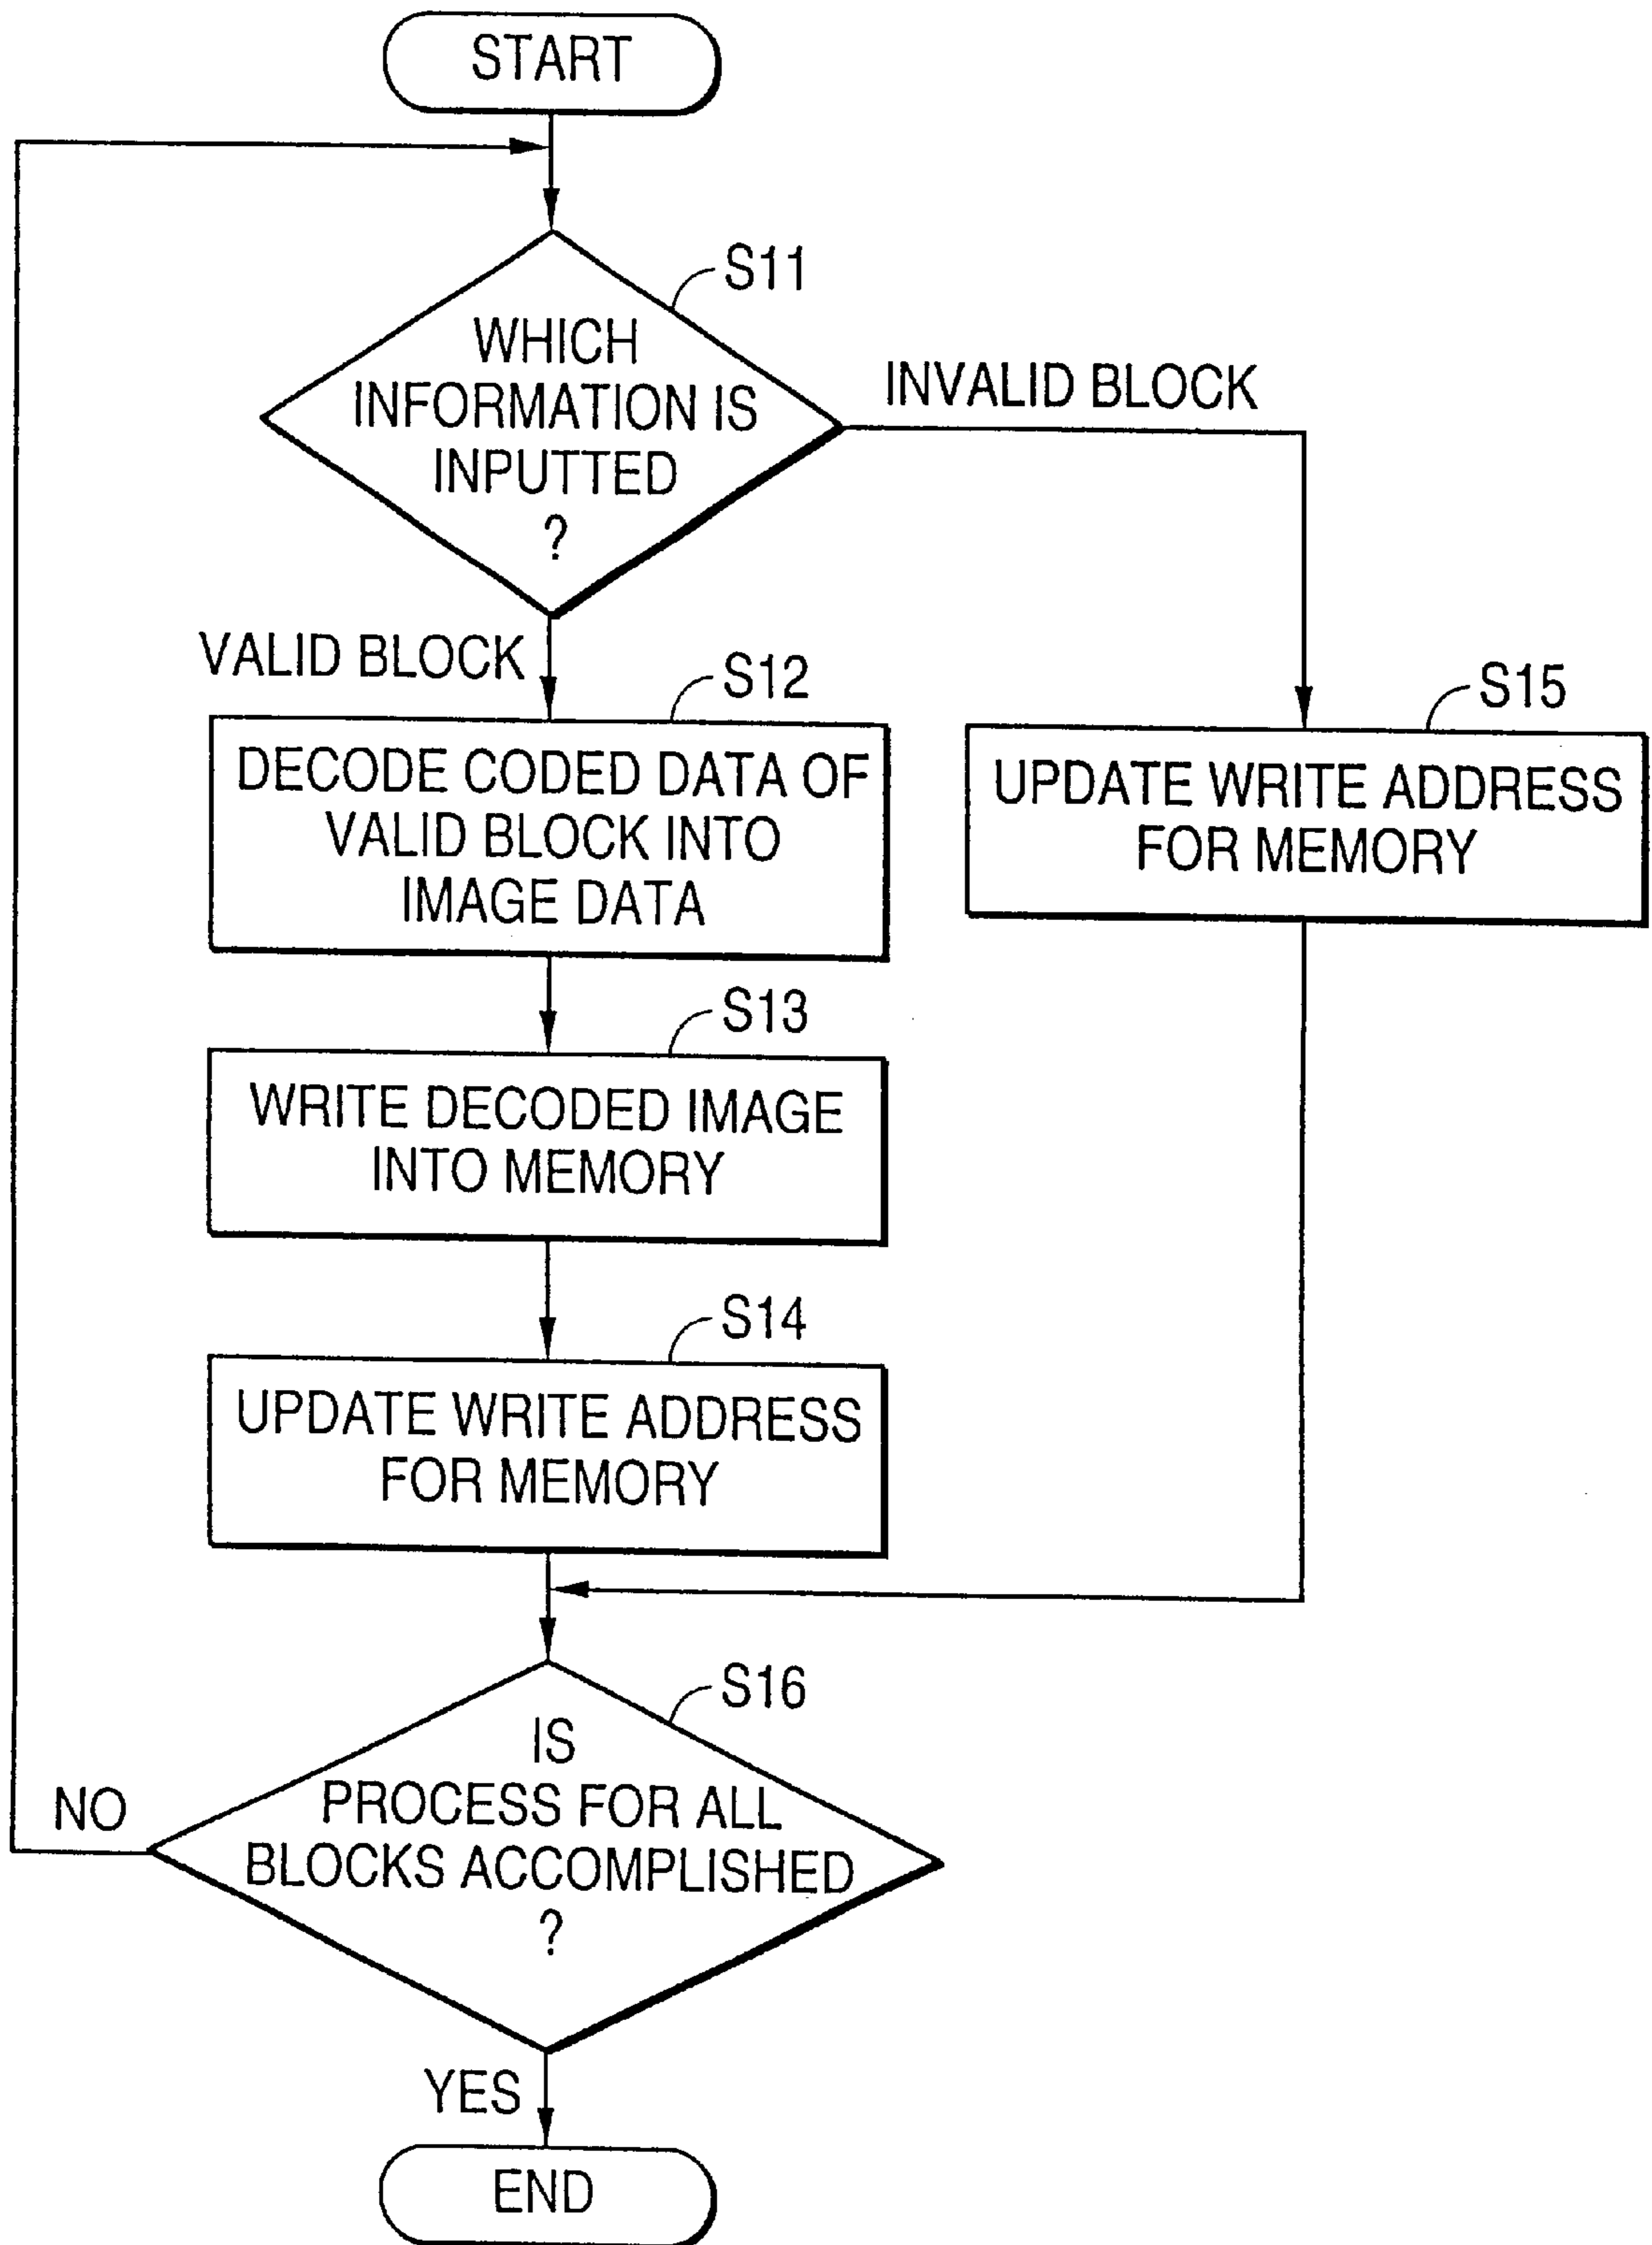 START
S11
WHICH
INFORMATION IS
INPUTTED
?
INVALID BLOCK
VALID BLOCK
S12
DECODE CODED DATA OF
VALID BLOCK INTO
IMAGE DATA
S15
UPDATE WRITE ADDRESS
FOR MEMORY
S13
WRITE DECODED IMAGE
INTO MEMORY
S14
UPDATE WRITE ADDRESS
FOR MEMORY
S16
IS
PROCESS FOR ALL
BLOCKS ACCOMPLISHED
?
NO
YES
END